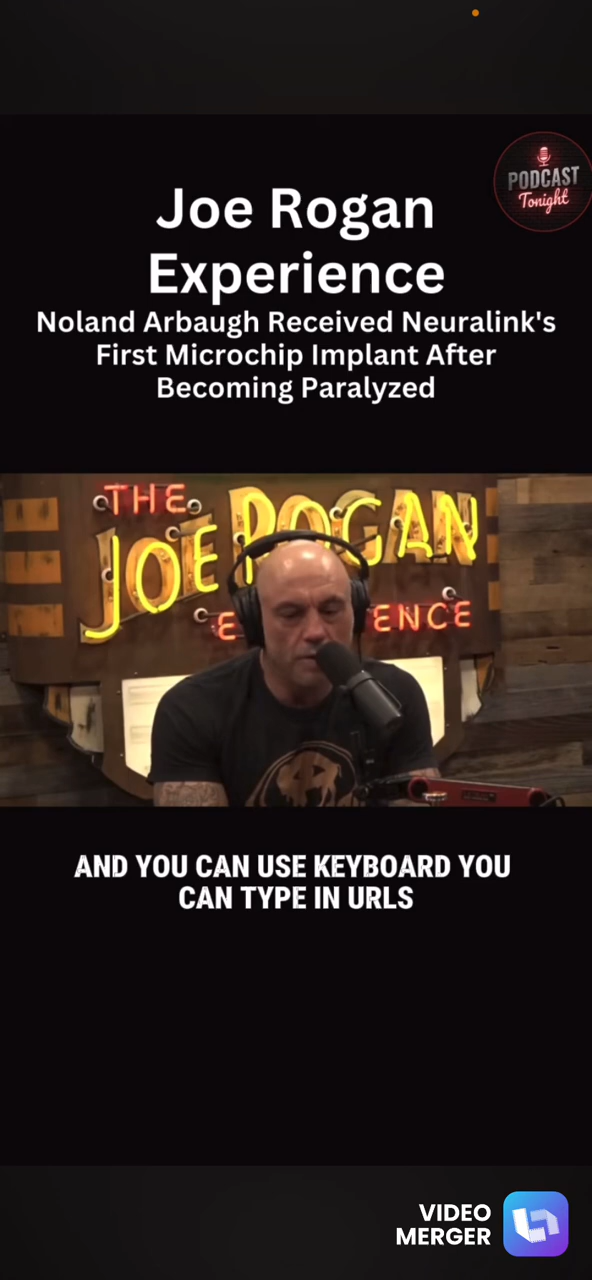 PODCAST
Tonight
Joe Rogan
Experience
Noland Arbaugh Received Neuralink's
First Microchip Implant After
Becoming Paralyzed
THE
JOE ROGAN
E ENCE
AND YOU CAN USE KEYBOARD YOU
CAN TYPE IN URLS
VIDEO
MERGER